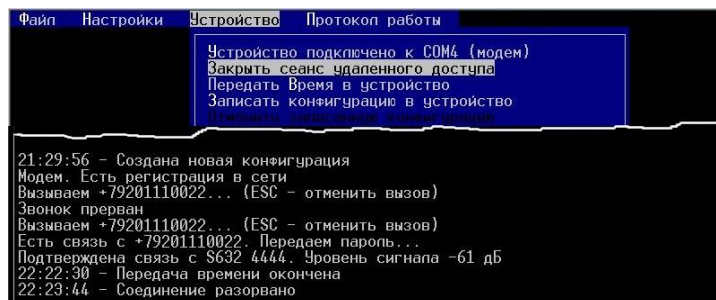 Файл Настройки Устройство Протокол работы
Устройство подключено к COM4 (модем)
Закрыть сеанс удаленного доступа
Передать Время в устройство
Записать конфигурацию в устройство
21:29:56 - Создана новая конфигурация
Модем. Есть регистрация в сети
Вызываем +79201110022... (ESC - отменить вызов)
Звонок прерван
Вызываем +79201110022... (ESC - отменить вызов)
Есть связь с +79201110022. Передаем пароль...
Подтверждена связь с S632 4444. Уровень сигнала -61 дБ
22:22:30 - Передача времени окончена
22:23:44 - Соединение разорвано